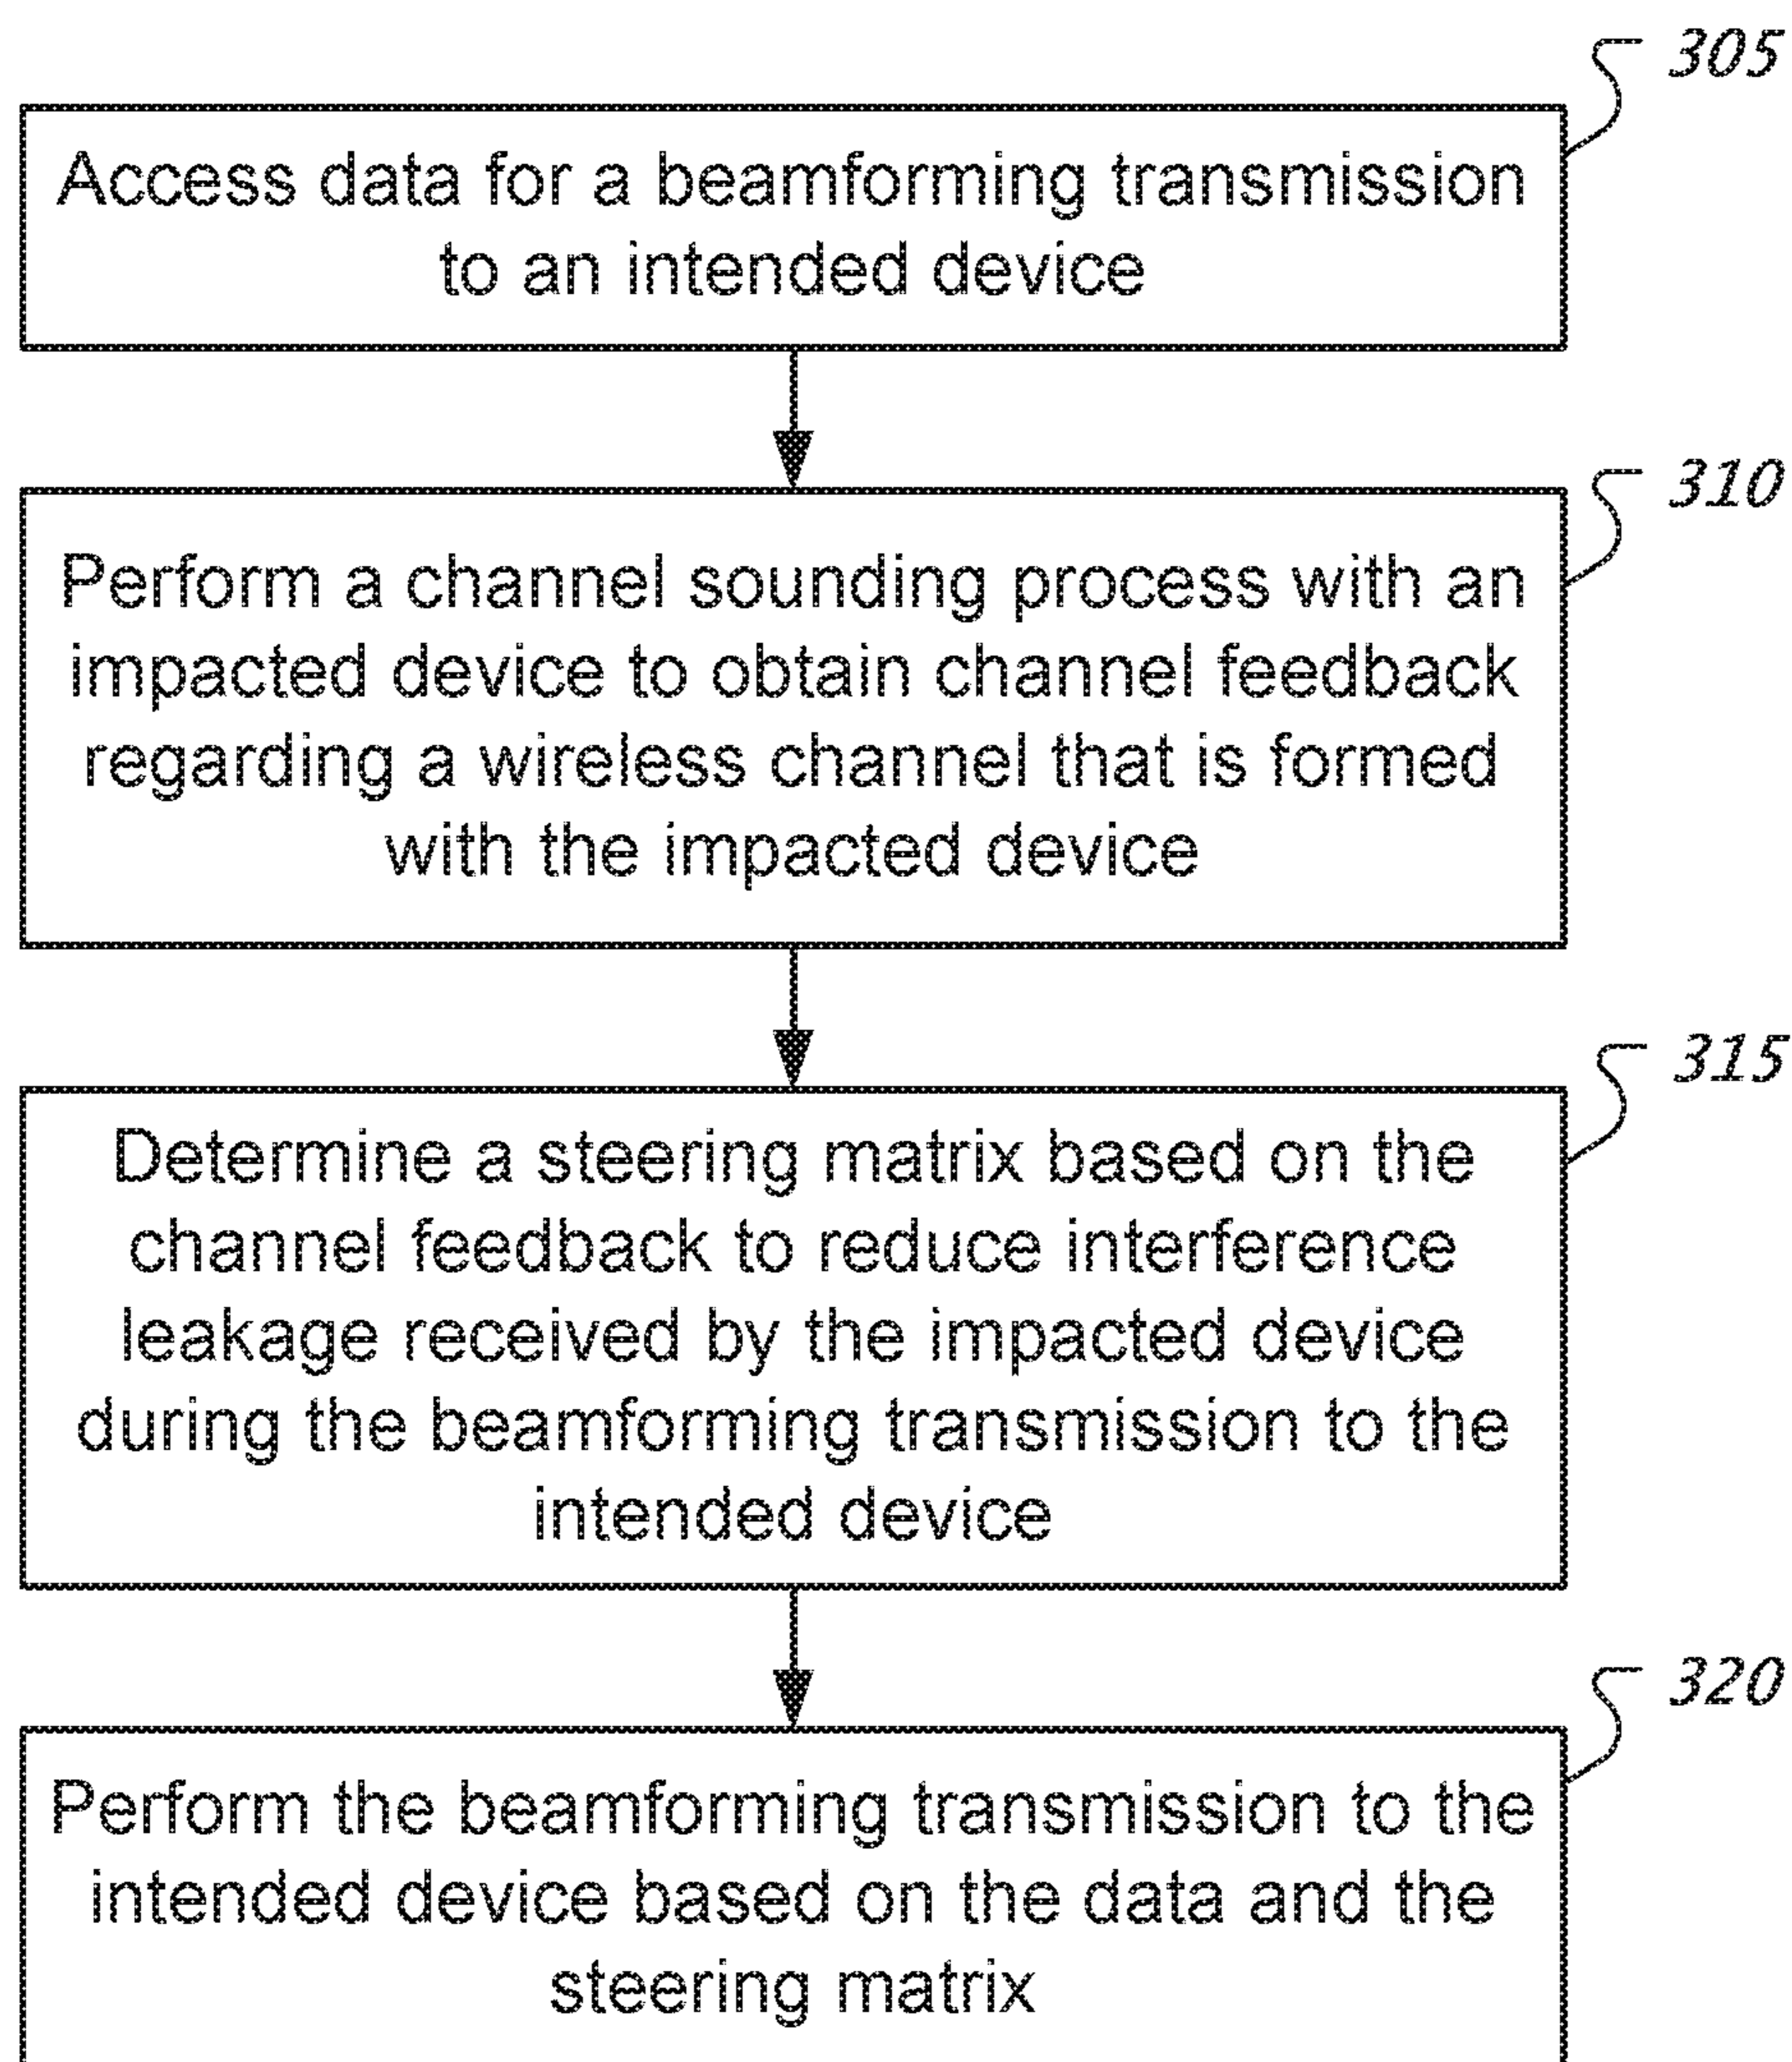 305
Access data for a beamforming transmission
to an intended device
310
Perform a channel sounding process with an
impacted device to obtain channel feedback
regarding a wireless channel that is formed
with the impacted device
315
Determine a steering matrix based on the
channel feedback to reduce interference
leakage received by the impacted device
during the beamforming transmission to the
intended device
320
Perform the beamforming transmission to the
intended device based on the data and the
steering matrix